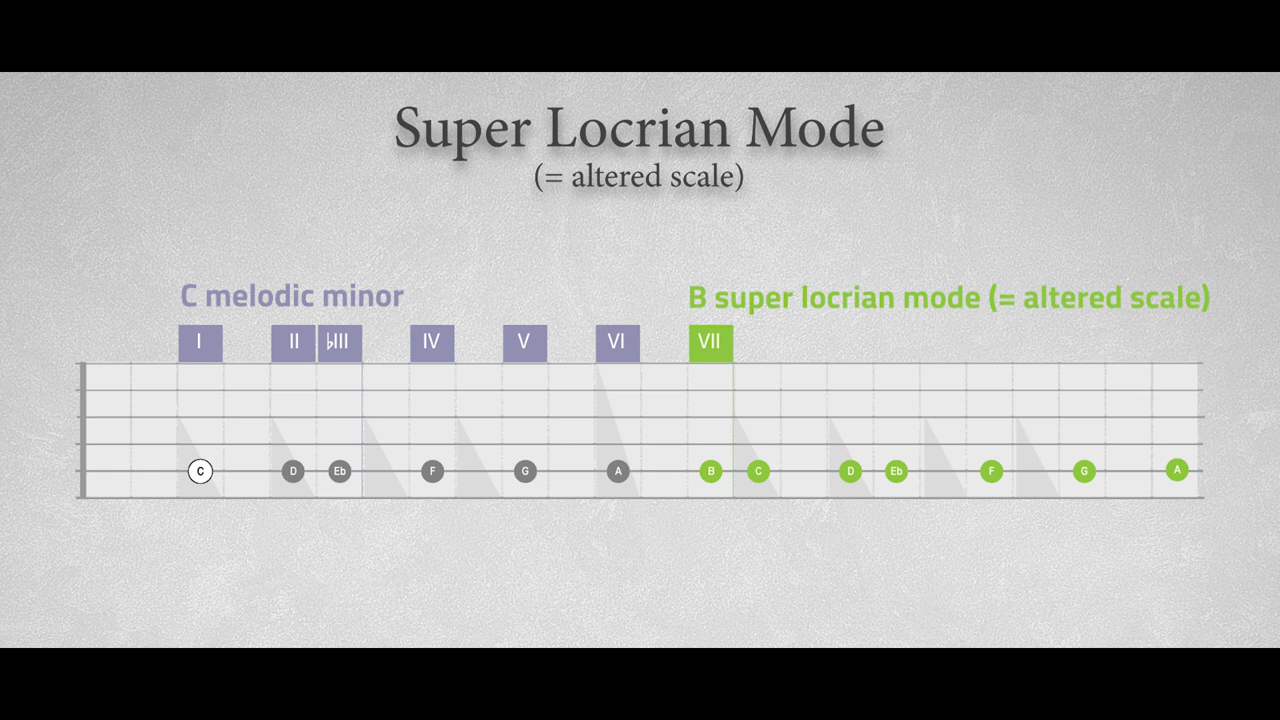 Super Locrian Mode
(= altered scale)
C melodic minor
B super locrian mode (= altered scale)
I II ♭III IV V VI VII
C D Eb F G A B C D Eb F G A